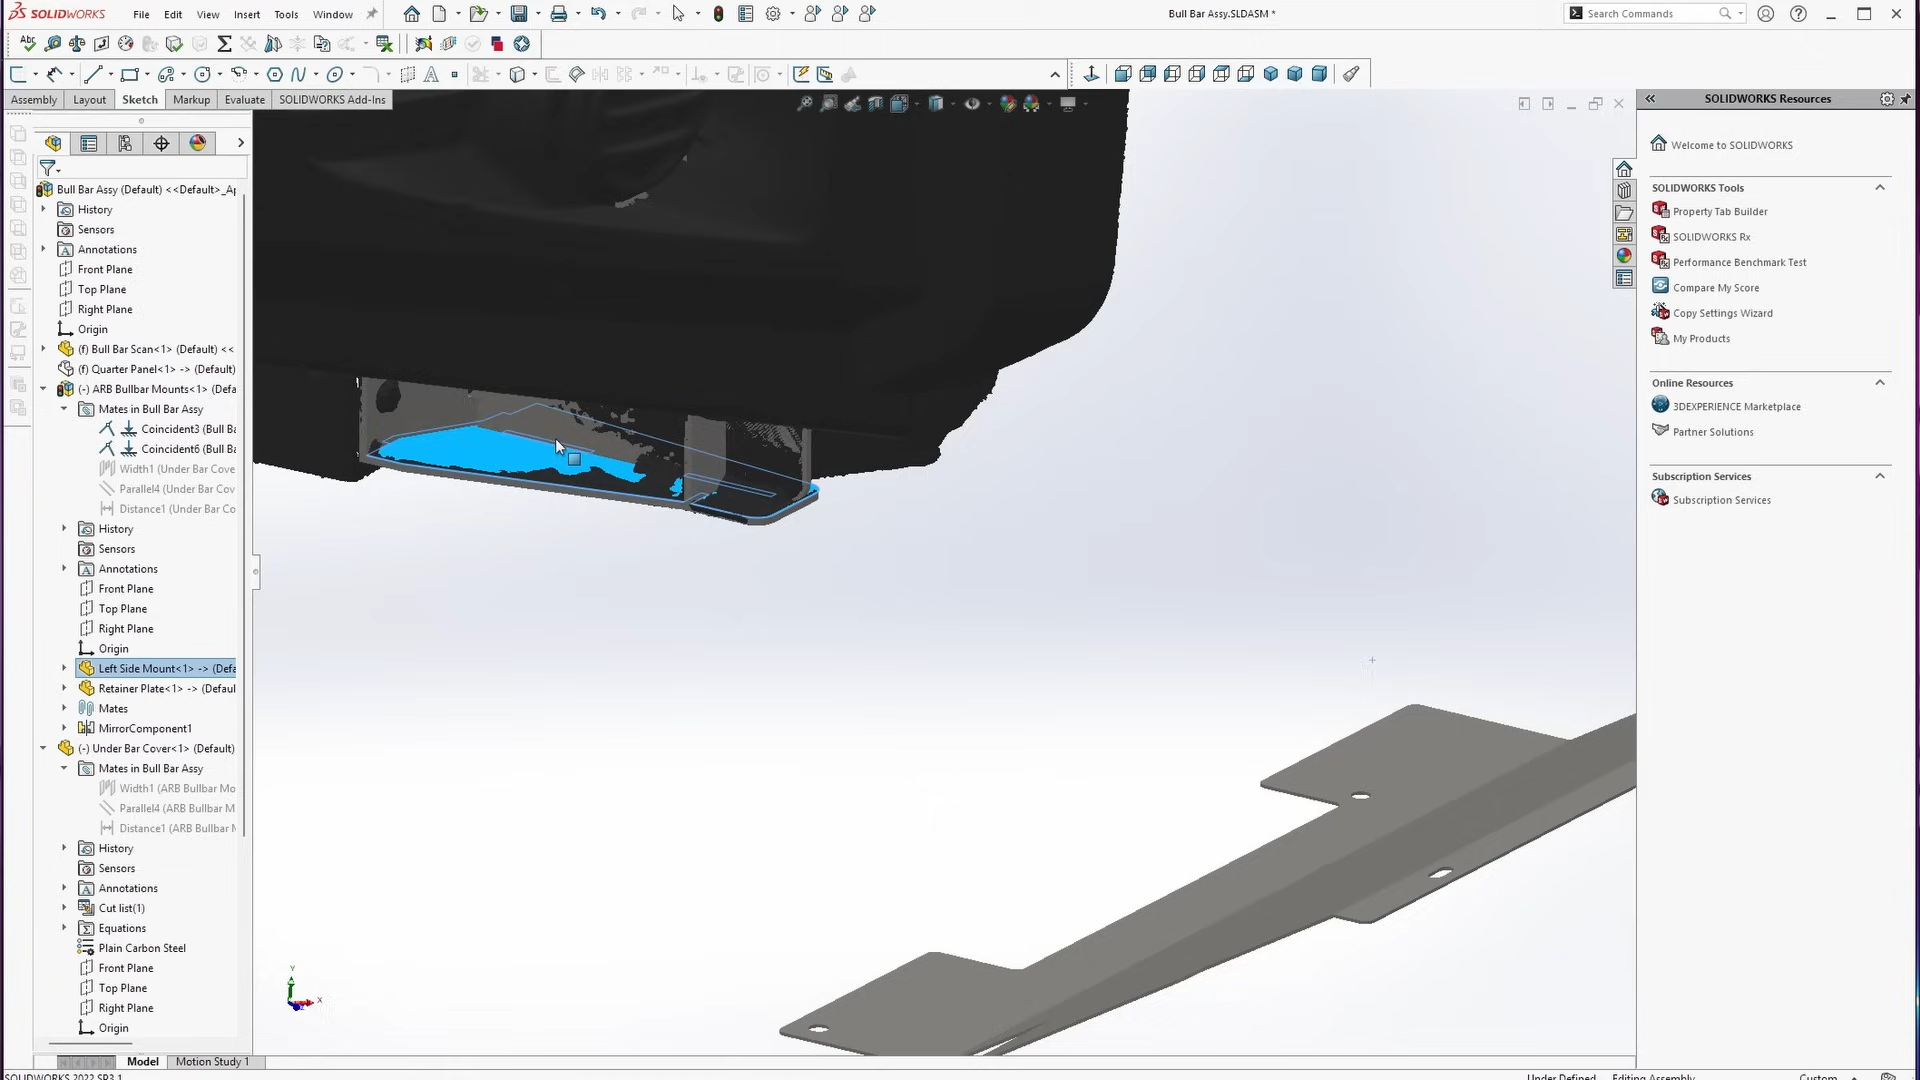 SOLIDWORKS File Edit View Insert Tools Window
Bull Bar Assy.SLDASM *
Search Commands
Assembly Layout Sketch Markup Evaluate SOLIDWORKS Add-Ins
Bull Bar Assy (Default) <<Default>_Ap
History
Sensors
Annotations
Front Plane
Top Plane
Right Plane
Origin
(f) Bull Bar Scan<1> (Default) <<
(f) Quarter Panel<1> -> (Default)
(-) ARB Bullbar Mounts<1> (Defa
Mates in Bull Bar Assy
Coincident3 (Bull Ba
Coincident6 (Bull Ba
Width1 (Under Bar Cove
Parallel4 (Under Bar Cov
Distance1 (Under Bar Co
History
Sensors
Annotations
Front Plane
Top Plane
Right Plane
Origin
Left Side Mount<1> -> (Defa
Retainer Plate<1> -> (Defaul
Mates
MirrorComponent1
(-) Under Bar Cover<1> (Default)
Mates in Bull Bar Assy
Width1 (ARB Bullbar Mo
Parallel4 (ARB Bullbar M
Distance1 (ARB Bullbar M
History
Sensors
Annotations
Cut list(1)
Equations
Plain Carbon Steel
Front Plane
Top Plane
Right Plane
Origin
Y
X
Model Motion Study 1
SOLIDWORKS 2022 SP3.1
Under Defined Editing Assembly Custom
SOLIDWORKS Resources
Welcome to SOLIDWORKS
SOLIDWORKS Tools
Property Tab Builder
SOLIDWORKS Rx
Performance Benchmark Test
Compare My Score
Copy Settings Wizard
My Products
Online Resources
3DEXPERIENCE Marketplace
Partner Solutions
Subscription Services
Subscription Services